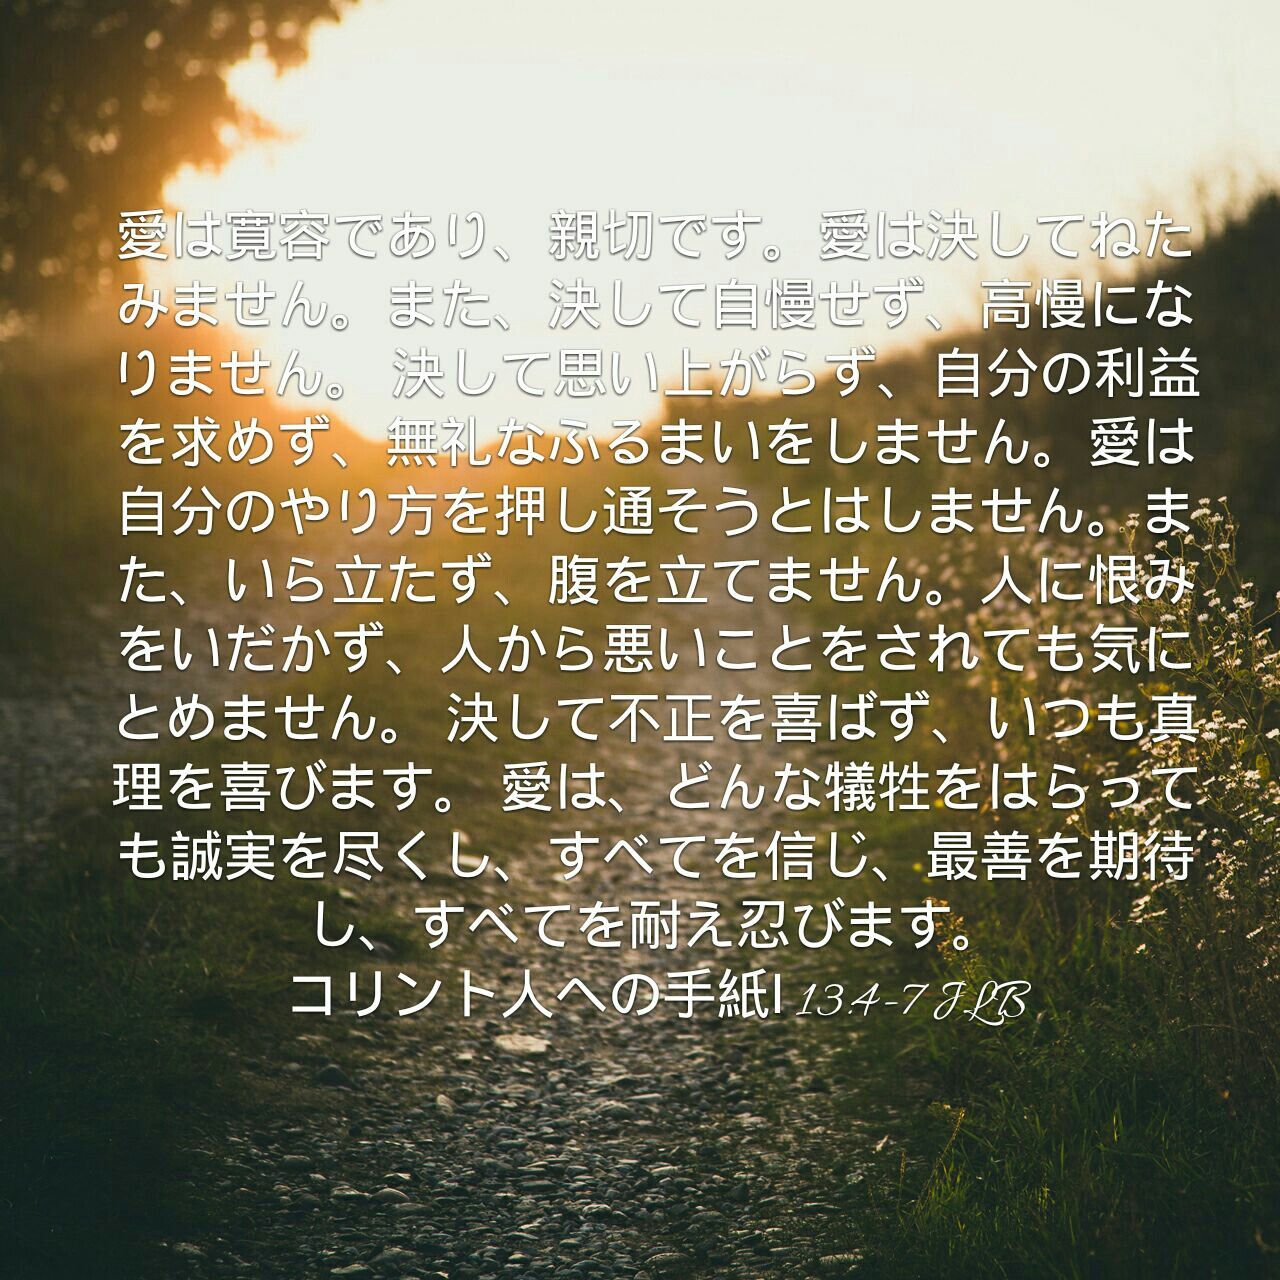 愛は寛容であり、親切です。愛は決してねた
みません。また、決して自慢せず、高慢にな
りません。 決して思い上がらず、自分の利益
を求めず、無礼なふるまいをしません。愛は
自分のやり方を押し通そうとはしません。ま
た、いら立たず、腹を立てません。人に恨み
をいだかず、人から悪いことをされても気に
とめません。 決して不正を喜ばず、いつも真
理を喜びます。 愛は、どんな犠牲をはらって
も誠実を尽くし、すべてを信じ、最善を期待
し、すべてを耐え忍びます。
コリント人への手紙Ⅰ 13.4-7 JLB